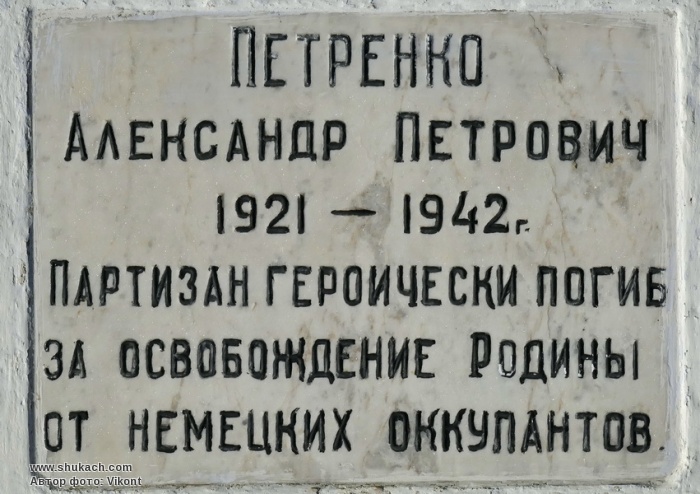 ПЕТРЕНКО
АЛЕКСАНДР ПЕТРОВИЧ
1921 — 1942г.
ПАРТИЗАН ГЕРОИЧЕСКИ ПОГИБ
ЗА ОСВОБОЖДЕНИЕ РОДИНЫ
ОТ НЕМЕЦКИХ ОККУПАНТОВ.
www.shukach.com
Автор фото: Vikont